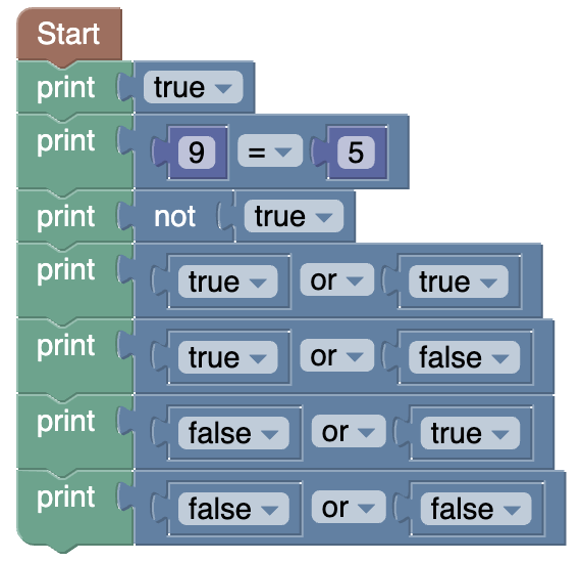 Start
print true
print 9 = 5
print not true
print true or true
print true or false
print false or true
print false or false